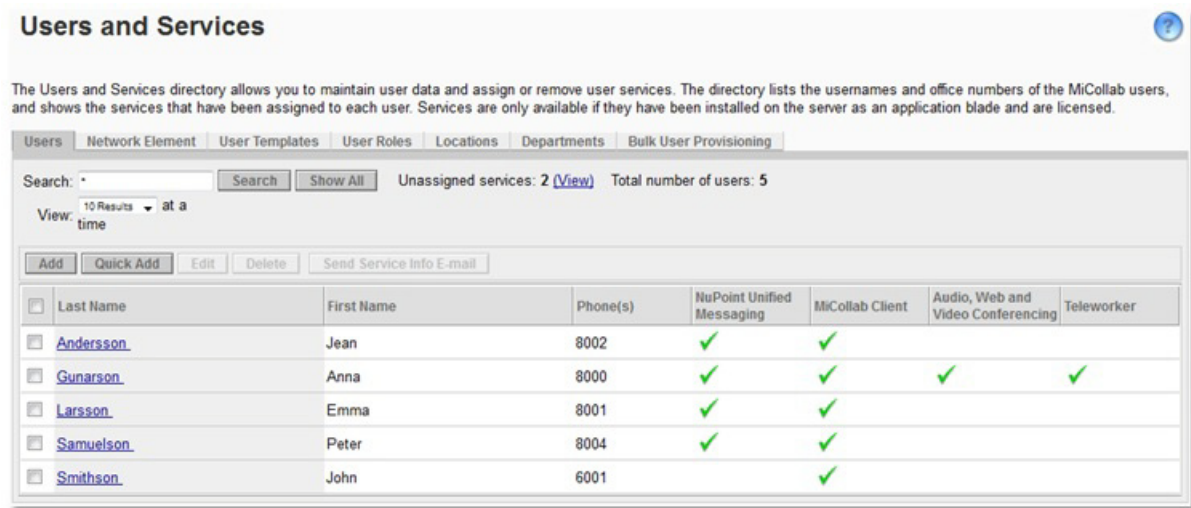 Users and Services
?
The Users and Services directory allows you to maintain user data and assign or remove user services. The directory lists the usernames and office numbers of the MiCollab users,
and shows the services that have been assigned to each user. Services are only available if they have been installed on the server as an application blade and are licensed.
Users Network Element User Templates User Roles Locations Departments Bulk User Provisioning
Search: * Search Show All Unassigned services: 2 (View) Total number of users: 5
View: 10 Results at a
time
Add Quick Add Edit Delete Send Service Info E-mail
Last Name First Name Phone(s) NuPoint Unified Messaging MiCollab Client Audio, Web and Video Conferencing Teleworker
Andersson Jean 8002
Gunarson Anna 8000
Larsson Emma 8001
Samuelson Peter 8004
Smithson John 6001